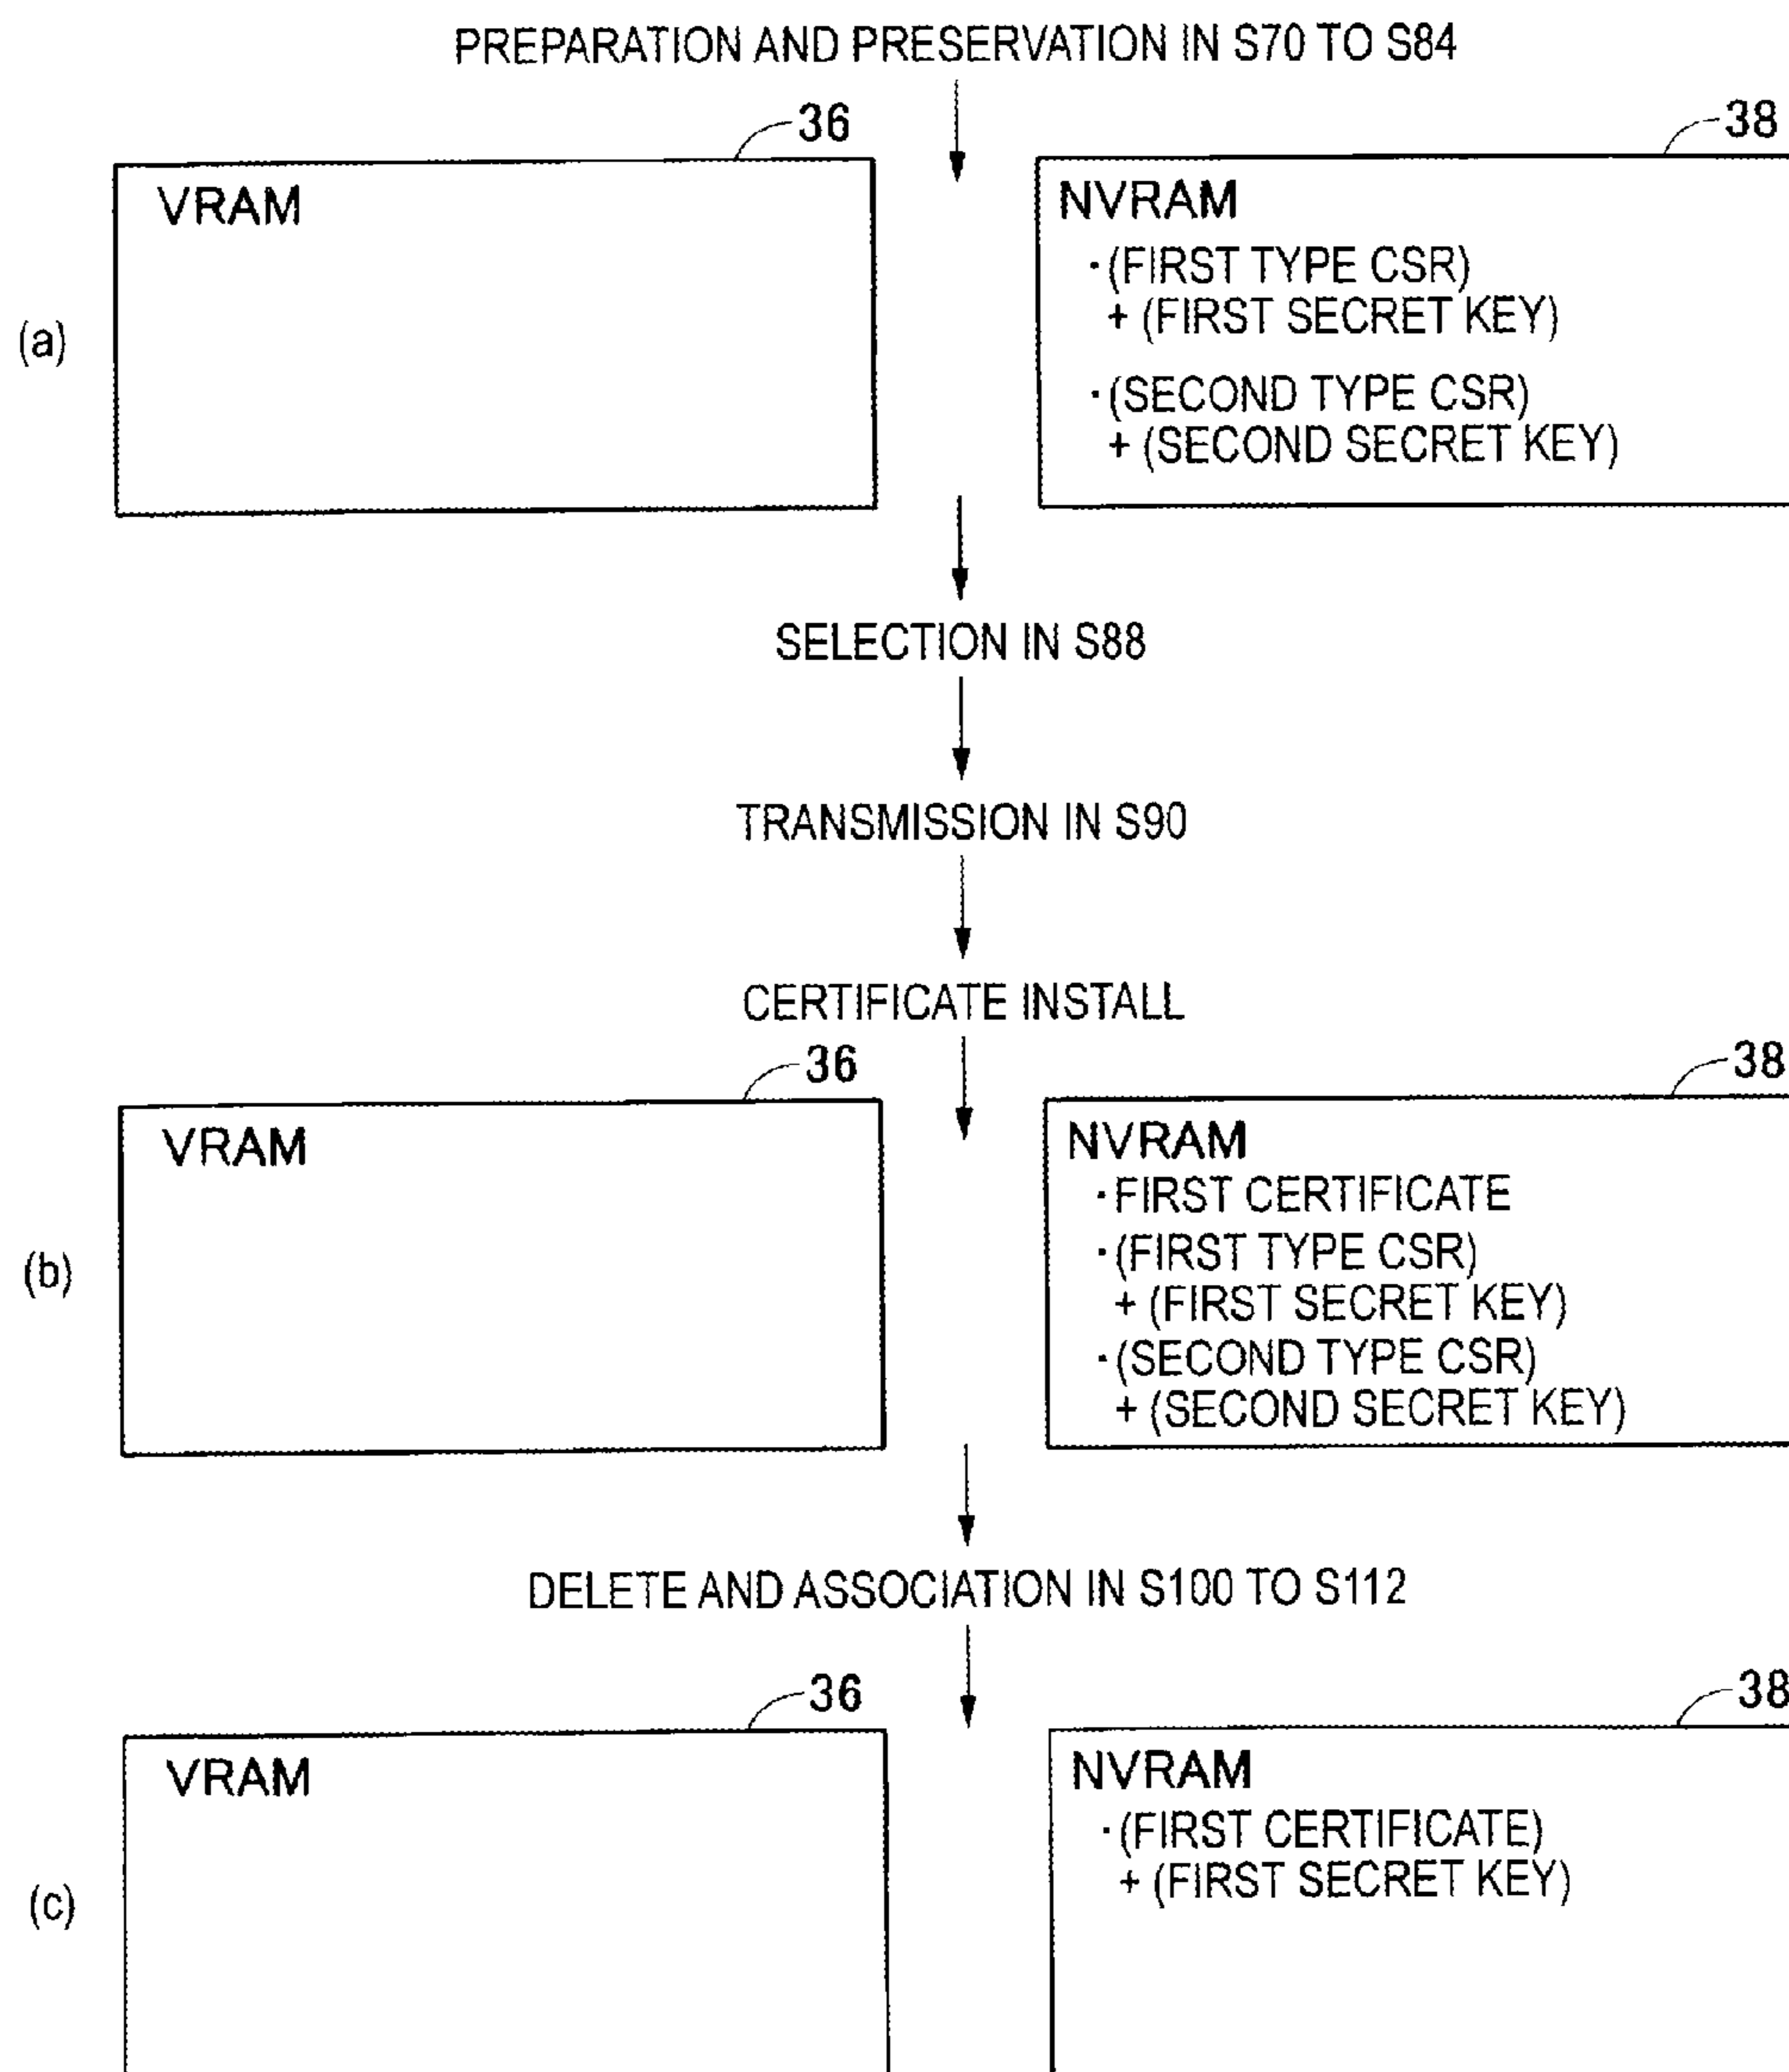 PREPARATION AND PRESERVATION IN S70 TO S84
36
38
VRAM
NVRAM
·(FIRST TYPE CSR)
+ (FIRST SECRET KEY)
(a)
·(SECOND TYPE CSR)
+ (SECOND SECRET KEY)
SELECTION IN S88
TRANSMISSION IN S90
CERTIFICATE INSTALL
36
38
VRAM
NVRAM
·FIRST CERTIFICATE
·(FIRST TYPE CSR)
(b)
+ (FIRST SECRET KEY)
·(SECOND TYPE CSR)
+ (SECOND SECRET KEY)
DELETE AND ASSOCIATION IN S100 TO S112
36
38
VRAM
NVRAM
·(FIRST CERTIFICATE)
+ (FIRST SECRET KEY)
(c)